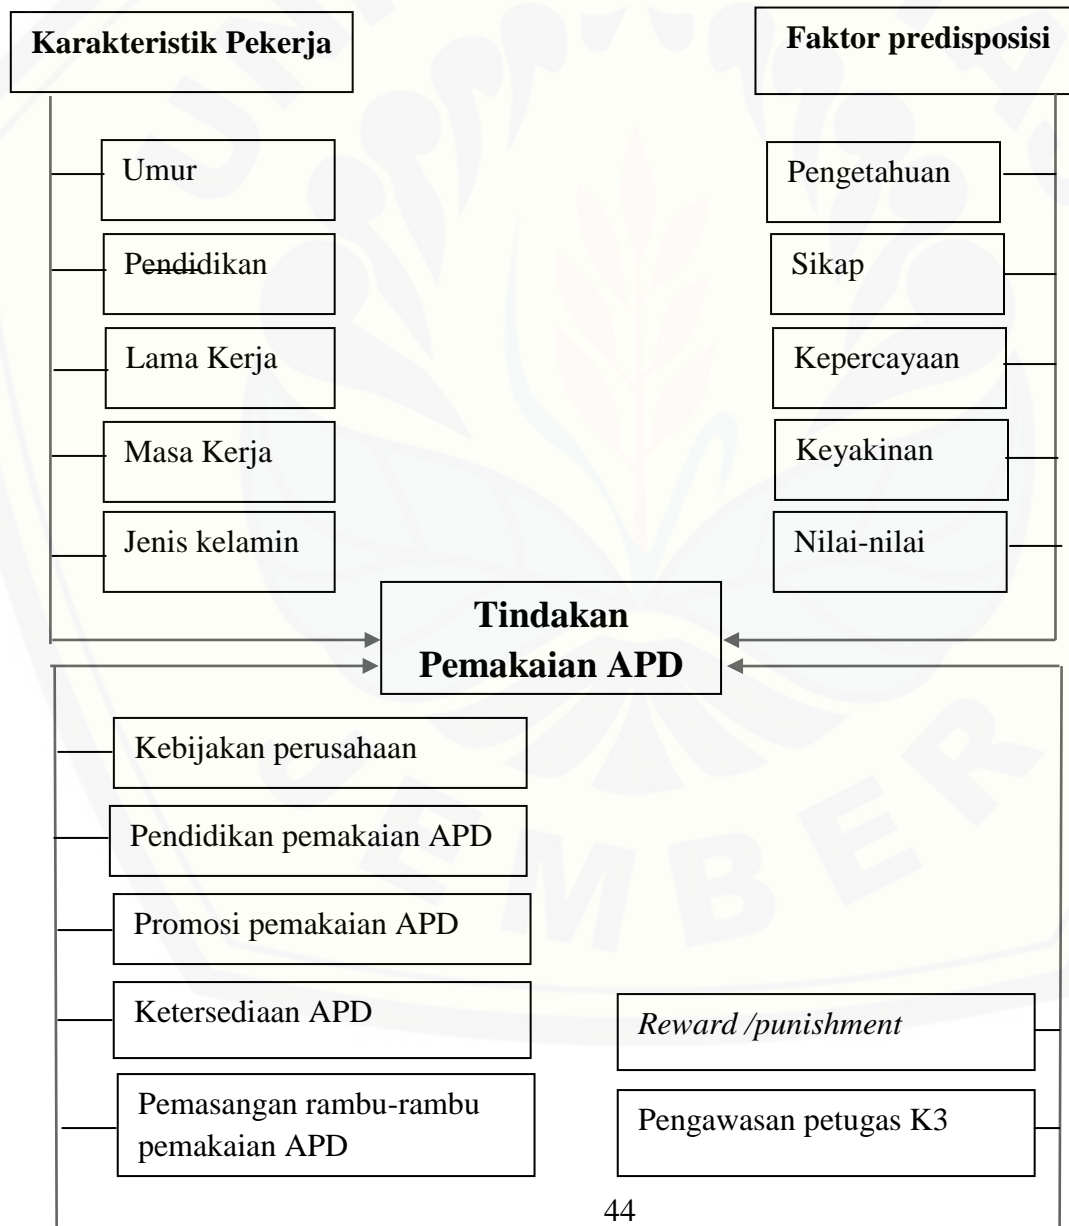 Karakteristik Pekerja
Umur
Pendidikan
Lama Kerja
Masa Kerja
Jenis kelamin
Faktor predisposisi
Pengetahuan
Sikap
Kepercayaan
Keyakinan
Nilai-nilai
Tindakan
Pemakaian APD
Kebijakan perusahaan
Pendidikan pemakaian APD
Promosi pemakaian APD
Ketersediaan APD
Pemasangan rambu-rambu
pemakaian APD
Reward /punishment
Pengawasan petugas K3
44